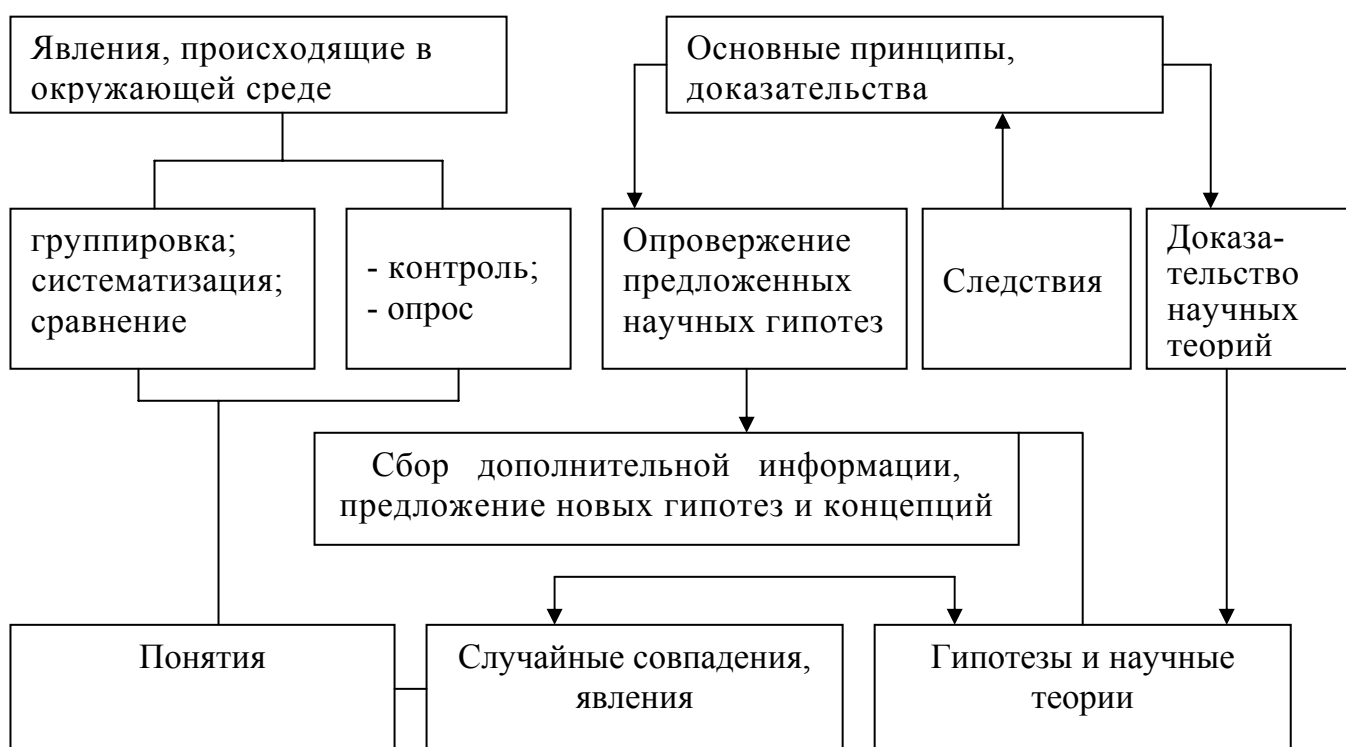 Явления, происходящие в
окружающей среде
Основные принципы,
доказательства
группировка;
систематизация;
сравнение
- контроль;
- опрос
Опровержение
предложенных
научных гипотез
Следствия
Доказа-
тельство
научных
теорий
Сбор дополнительной информации,
предложение новых гипотез и концепций
Понятия
Случайные совпадения,
явления
Гипотезы и научные
теории